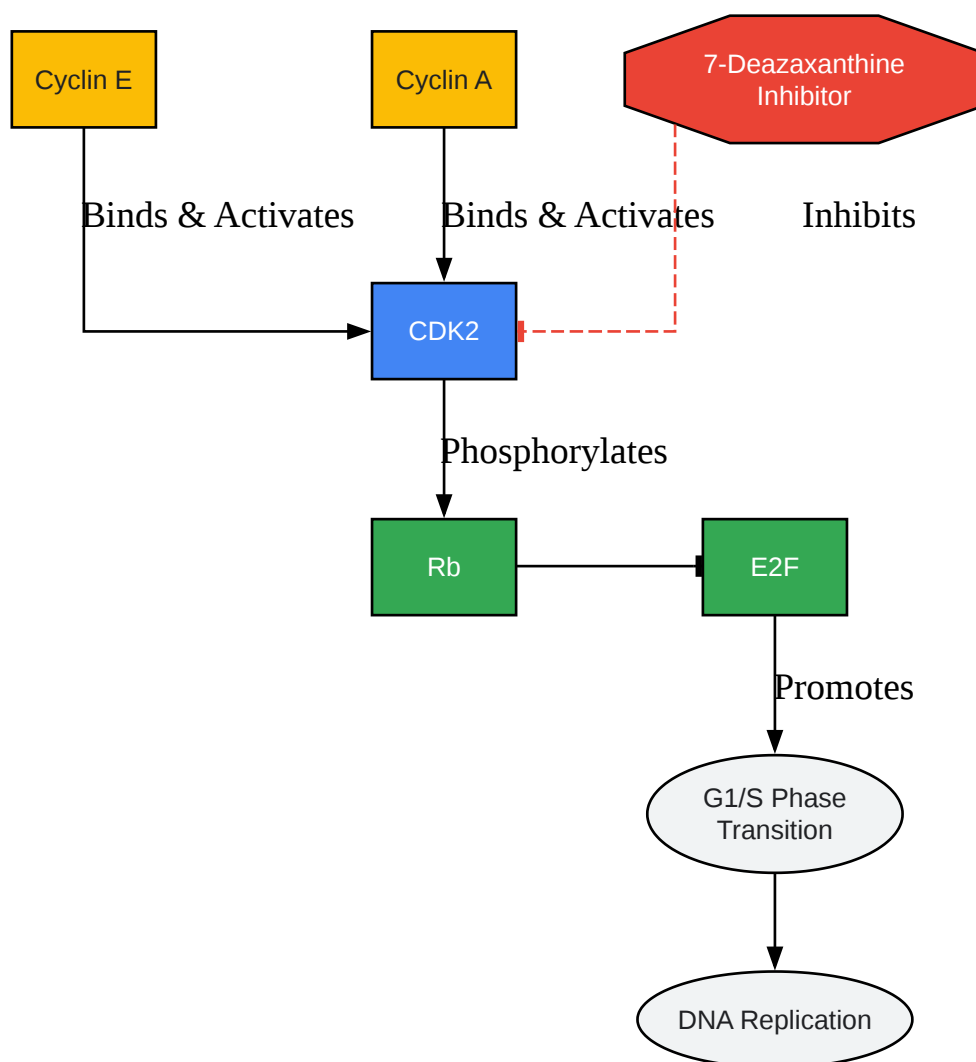 Cyclin E
Cyclin A
7-Deazaxanthine
Inhibitor
Binds & Activates
Binds & Activates
Inhibits
CDK2
Phosphorylates
Rb
E2F
Promotes
G1/S Phase
Transition
DNA Replication